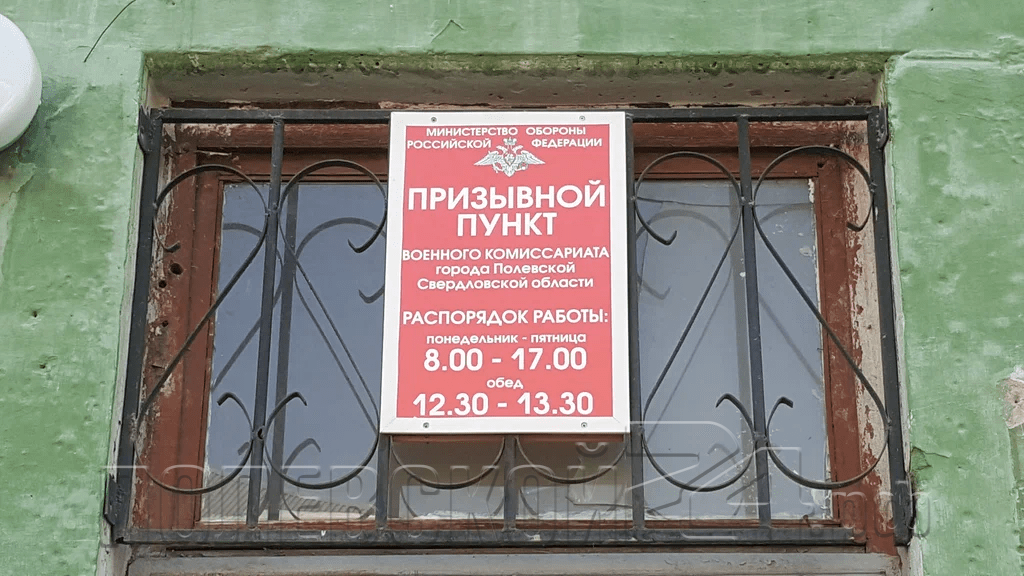 МИНИСТЕРСТВО ОБОРОНЫ
РОССИЙСКОЙ ФЕДЕРАЦИИ
ПРИЗЫВНОЙ
ПУНКТ
ВОЕННОГО КОМИССАРИАТА
города Полевской
Свердловской области
РАСПОРЯДОК РАБОТЫ:
понедельник - пятница
8.00 - 17.00
обед
12.30 - 13.30